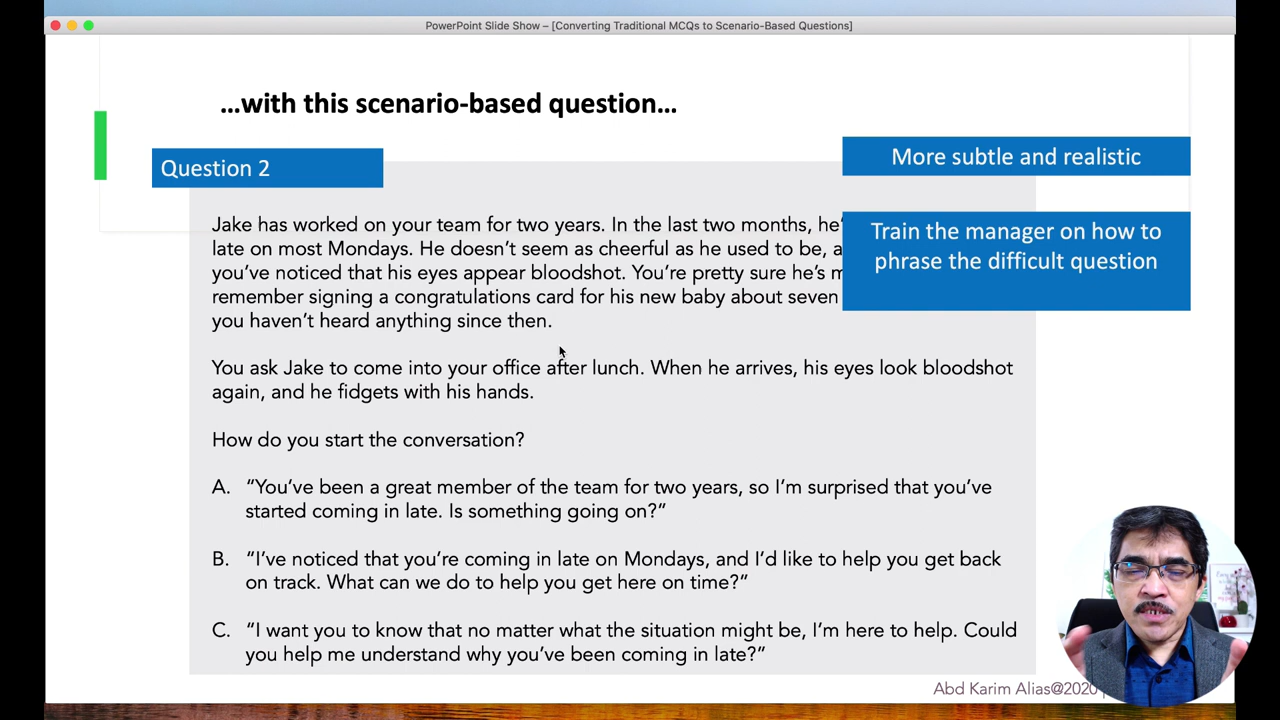 PowerPoint Slide Show – [Converting Traditional MCQs to Scenario-Based Questions]
…with this scenario-based question…
Question 2
More subtle and realistic
Train the manager on how to
phrase the difficult question
Jake has worked on your team for two years. In the last two months, he'
late on most Mondays. He doesn't seem as cheerful as he used to be, a
you've noticed that his eyes appear bloodshot. You're pretty sure he's m
remember signing a congratulations card for his new baby about seven
you haven't heard anything since then.
You ask Jake to come into your office after lunch. When he arrives, his eyes look bloodshot
again, and he fidgets with his hands.
How do you start the conversation?
A. “You've been a great member of the team for two years, so I'm surprised that you've
started coming in late. Is something going on?”
B. “I've noticed that you're coming in late on Mondays, and I'd like to help you get back
on track. What can we do to help you get here on time?”
C. “I want you to know that no matter what the situation might be, I'm here to help. Could
you help me understand why you've been coming in late?”
Abd Karim Alias@2020 |